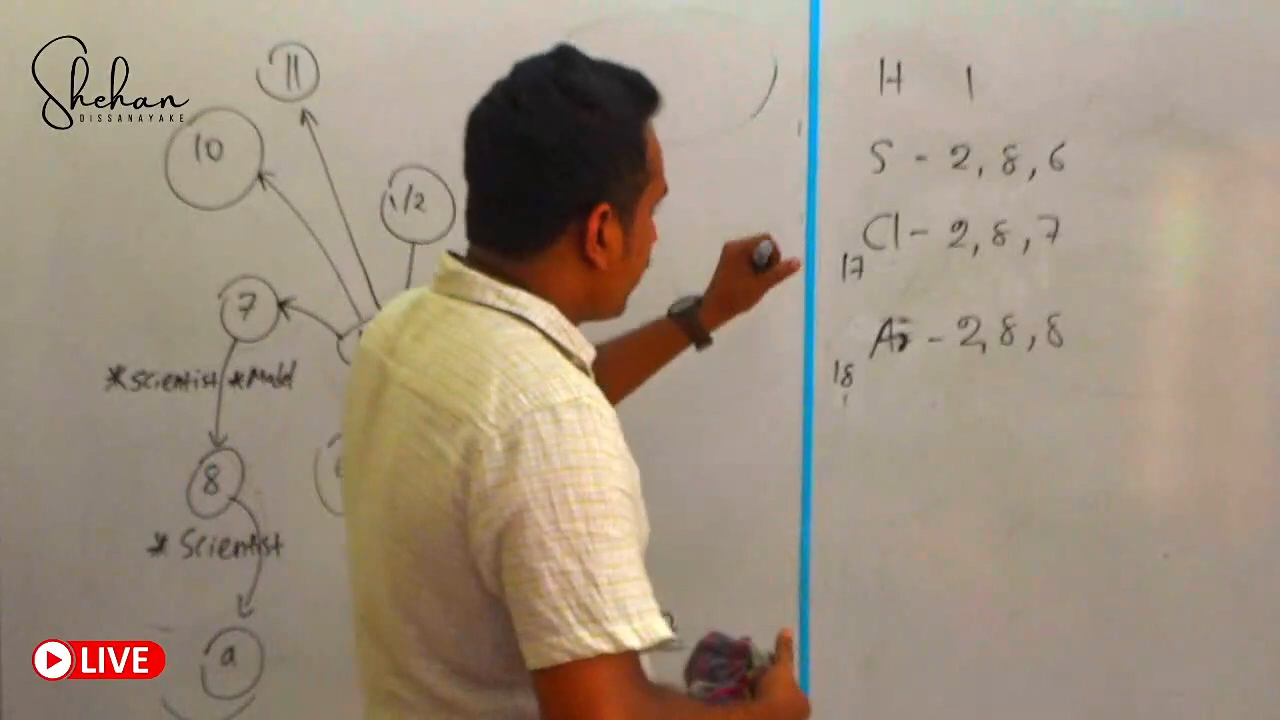 Shehan
DISSANAYAKE
11
10
1/2
7
*scientist *Model
8
* Scientist
9
LIVE
H 1
S - 2, 8, 6
Cl - 2, 8, 7
17
Ar - 2, 8, 8
18